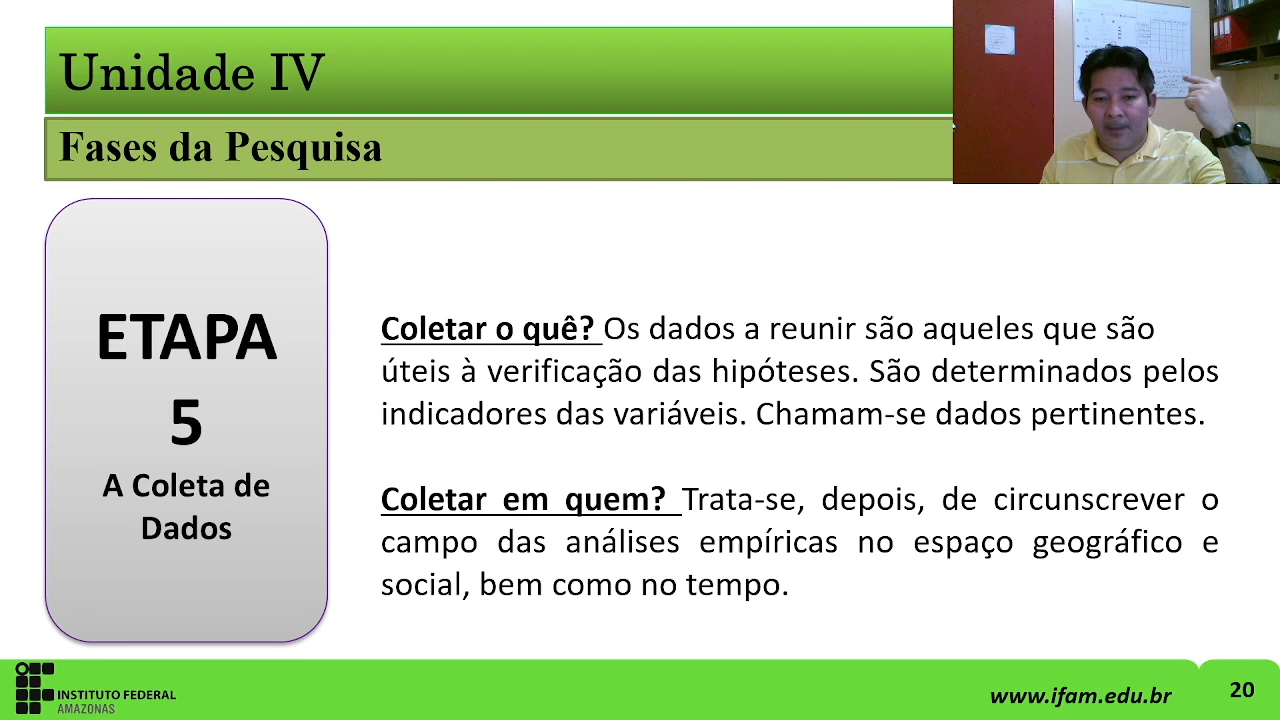 Unidade IV
Fases da Pesquisa
ETAPA
5
A Coleta de
Dados
Coletar o quê? Os dados a reunir são aqueles que são
úteis à verificação das hipóteses. São determinados pelos
indicadores das variáveis. Chamam-se dados pertinentes.
Coletar em quem? Trata-se, depois, de circunscrever o
campo das análises empíricas no espaço geográfico e
social, bem como no tempo.
INSTITUTO FEDERAL
AMAZONAS
www.ifam.edu.br
20